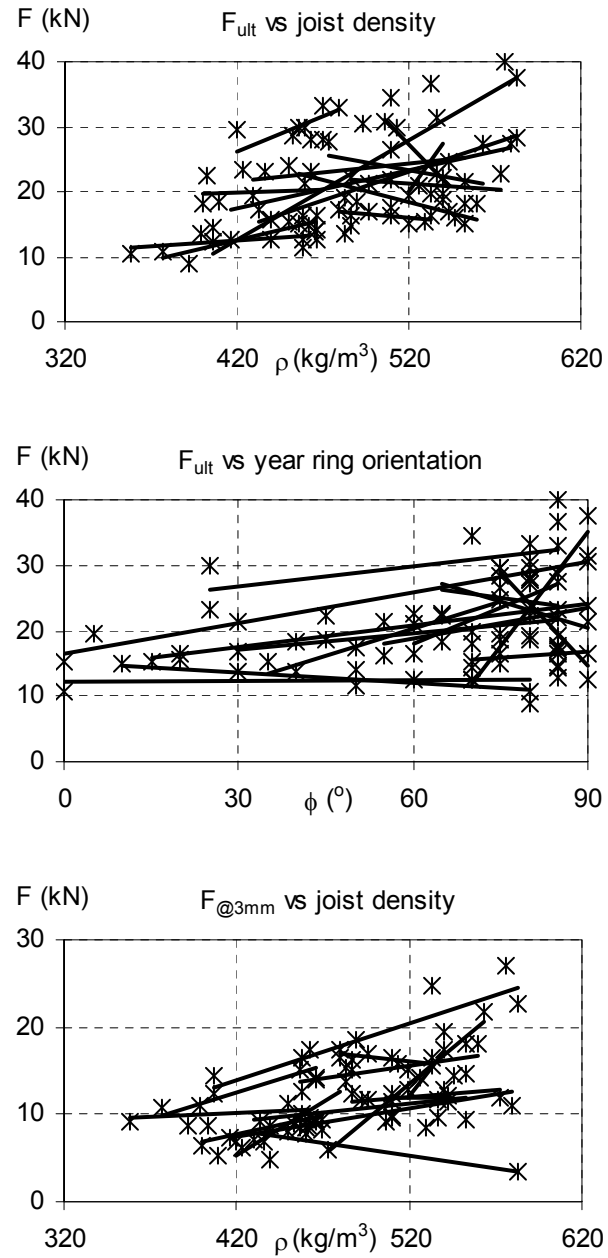 F (kN) F_ult vs joist density
40
30
20
10
0
320 420 520 620
ρ (kg/m³)
F (kN) F_ult vs year ring orientation
40
30
20
10
0
0 30 60 90
ϕ (°)
F (kN) F_@3mm vs joist density
30
20
10
0
320 420 520 620
ρ (kg/m³)